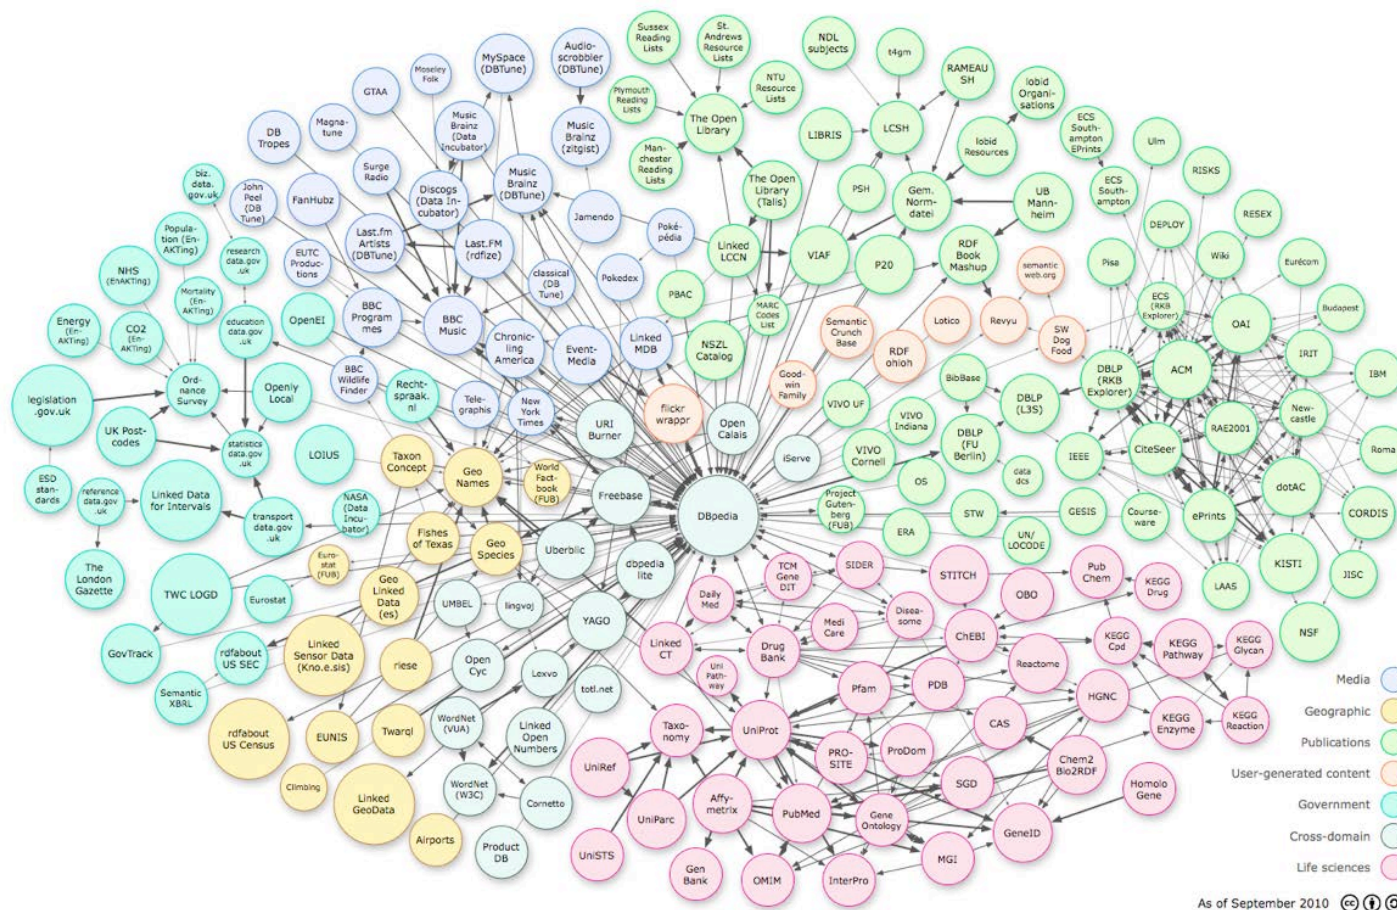 Sussex
Reading
Lists
St.
Andrews
Resource
Lists
Audio-
scrobbler
(DBTune)
NDL
subjects
t4gm
MySpace
(DBTune)
Moseley
Folk
RAMEAU
SH
lobid
Organi-
sations
NTU
Resource
Lists
GTAA
Plymouth
Reading
Lists
The Open
Library
Music
Brainz
(Data
Incubator)
Magna-
tune
DB
Tropes
Music
Brainz
(zitgist)
LIBRIS
LCSH
ECS
South-
ampton
EPrints
Ulm
lobid
Resources
Man-
chester
Reading
Lists
Surge
Radio
Music
Brainz
(DBTune)
The Open
Library
(Talis)
PSH
Gem.
Norm-
datei
UB
Mann-
heim
ECS
South-
ampton
RISKS
biz.
data.
gov.uk
John
Peel
(DB
Tune)
FanHubz
Discogs
(Data In-
cubator)
Jamendo
DEPLOY
RESEX
Popula-
tion (En-
AKTing)
research
data.gov
.uk
Last.fm
Artists
(DBTune)
Last.FM
(rdfize)
Poké-
pédia
Linked
LCCN
VIAF
P20
RDF
Book
Mashup
Pisa
Wiki
Eurécom
NHS
(EnAKTing)
EUTC
Produc-
tions
classical
(DB
Tune)
Pokedex
semantic
web.org
Mortality
(En-
AKTing)
PBAC
MARC
Codes
List
ECS
(RKB
Explorer)
Budapest
Energy
(En-
AKTing)
CO2
(En-
AKTing)
education
data.gov
.uk
OpenEI
BBC
Program
mes
BBC
Music
Chronic-
ling
America
Event-
Media
Linked
MDB
NSZL
Catalog
Semantic
Crunch
Base
RDF
ohloh
Lotico
Revyu
SW
Dog
Food
OAI
IRIT
Ord-
nance
Survey
Openly
Local
BBC
Wildlife
Finder
Recht-
spraak.
nl
Tele-
graphis
New
York
Times
flickr
wrappr
Good-
win
Family
BibBase
DBLP
(L3S)
DBLP
(RKB
Explorer)
ACM
IBM
legislation
.gov.uk
UK Post-
codes
statistics
data.gov
.uk
LOIUS
URI
Burner
Open
Calais
VIVO UF
VIVO
Indiana
DBLP
(FU
Berlin)
IEEE
CiteSeer
RAE2001
New-
castle
Roma
ESD
stan-
dards
reference
data.gov
.uk
Linked Data
for Intervals
transport
data.gov
.uk
NASA
(Data
Incu-
bator)
Taxon
Concept
Geo
Names
World
Fact-
book
(FUB)
Freebase
iServe
VIVO
Cornell
OS
data
dcs
dotAC
DBpedia
Project
Guten-
berg
(FUB)
STW
GESIS
Course-
ware
ePrints
CORDIS
Fishes
of Texas
Geo
Species
Uberblic
dbpedia
lite
ERA
UN/
LOCODE
KISTI
JISC
LAAS
The
London
Gazette
TWC LOGD
Eurostat
Euro-
stat
(FUB)
Geo
Linked
Data
(es)
UMBEL
lingvoj
YAGO
Daily
Med
TCM
Gene
DIT
SIDER
STITCH
OBO
Pub
Chem
KEGG
Drug
NSF
GovTrack
rdfabout
US SEC
Linked
Sensor Data
(Kno.e.sis)
riese
Open
Cyc
Lexvo
totl.net
Linked
CT
Uni
Path-
way
Drug
Bank
Medi
Care
Disea-
some
ChEBI
Reactome
KEGG
Cpd
KEGG
Pathway
KEGG
Glycan
Semantic
XBRL
Pfam
PDB
HGNC
Media
rdfabout
US Census
EUNIS
Twarql
WordNet
(VUA)
Linked
Open
Numbers
Taxo-
nomy
UniProt
PRO-
SITE
ProDom
CAS
KEGG
Enzyme
KEGG
Reaction
Geographic
Publications
Climbing
Linked
GeoData
WordNet
(W3C)
Cornetto
UniRef
UniParc
Affy-
metrix
PubMed
Gene
Ontology
SGD
Chem2
Bio2RDF
Homolo
Gene
User-generated content
Government
Airports
Product
DB
UniSTS
Gen
Bank
OMIM
InterPro
MGI
GeneID
Cross-domain
Life sciences
As of September 2010